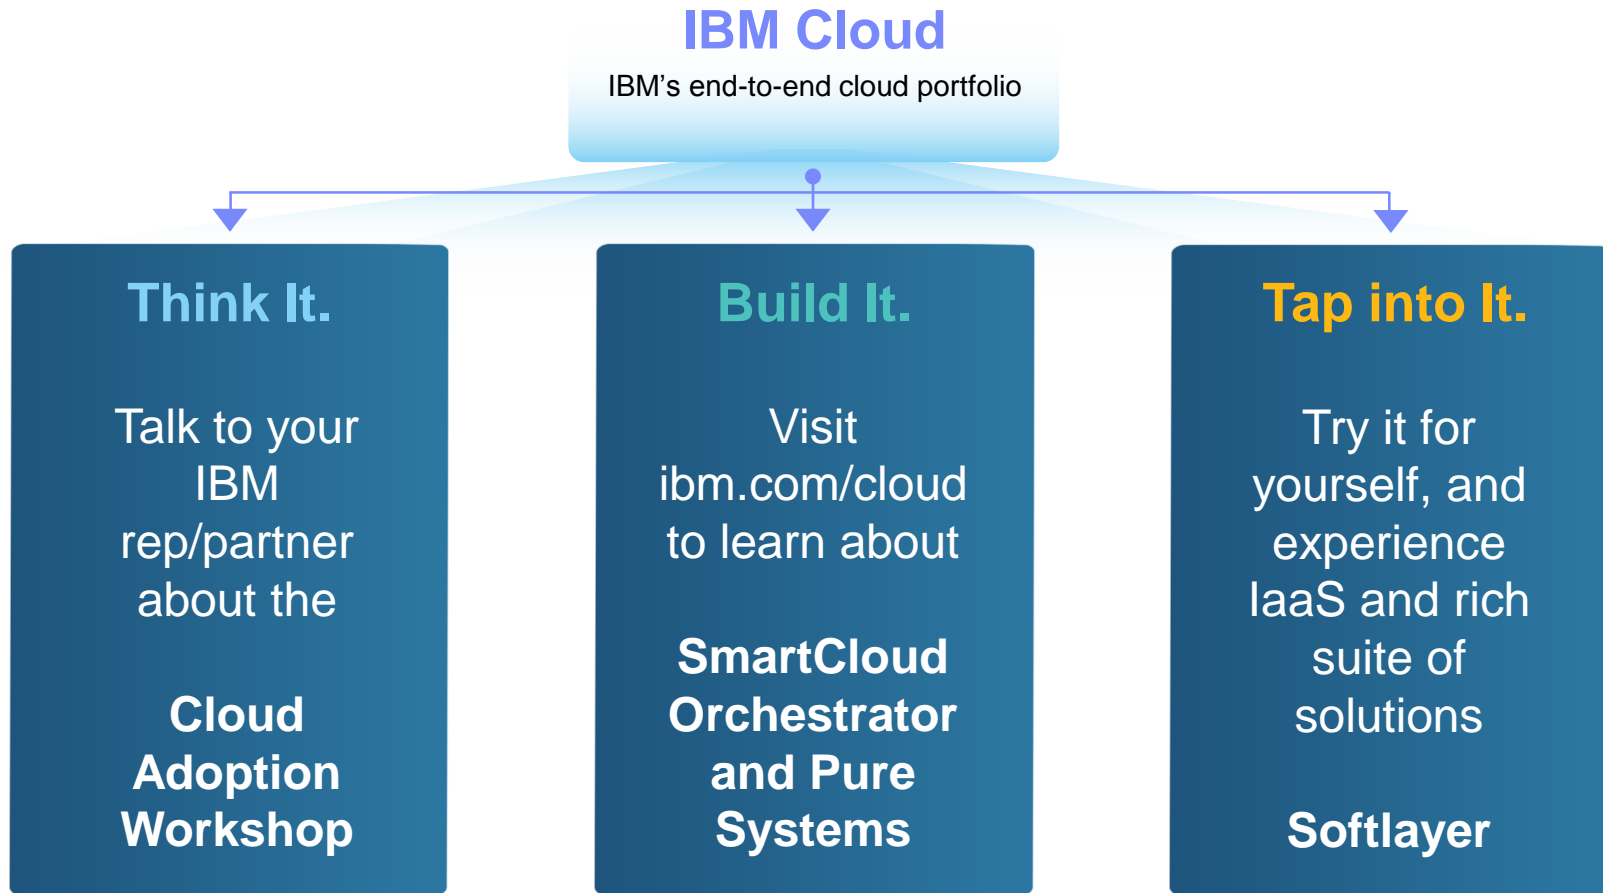 IBM Cloud
IBM’s end-to-end cloud portfolio
Think It.
Talk to your
IBM
rep/partner
about the
Cloud
Adoption
Workshop
Build It.
Visit
ibm.com/cloud
to learn about
SmartCloud
Orchestrator
and Pure
Systems
Tap into It.
Try it for
yourself, and
experience
IaaS and rich
suite of
solutions
Softlayer